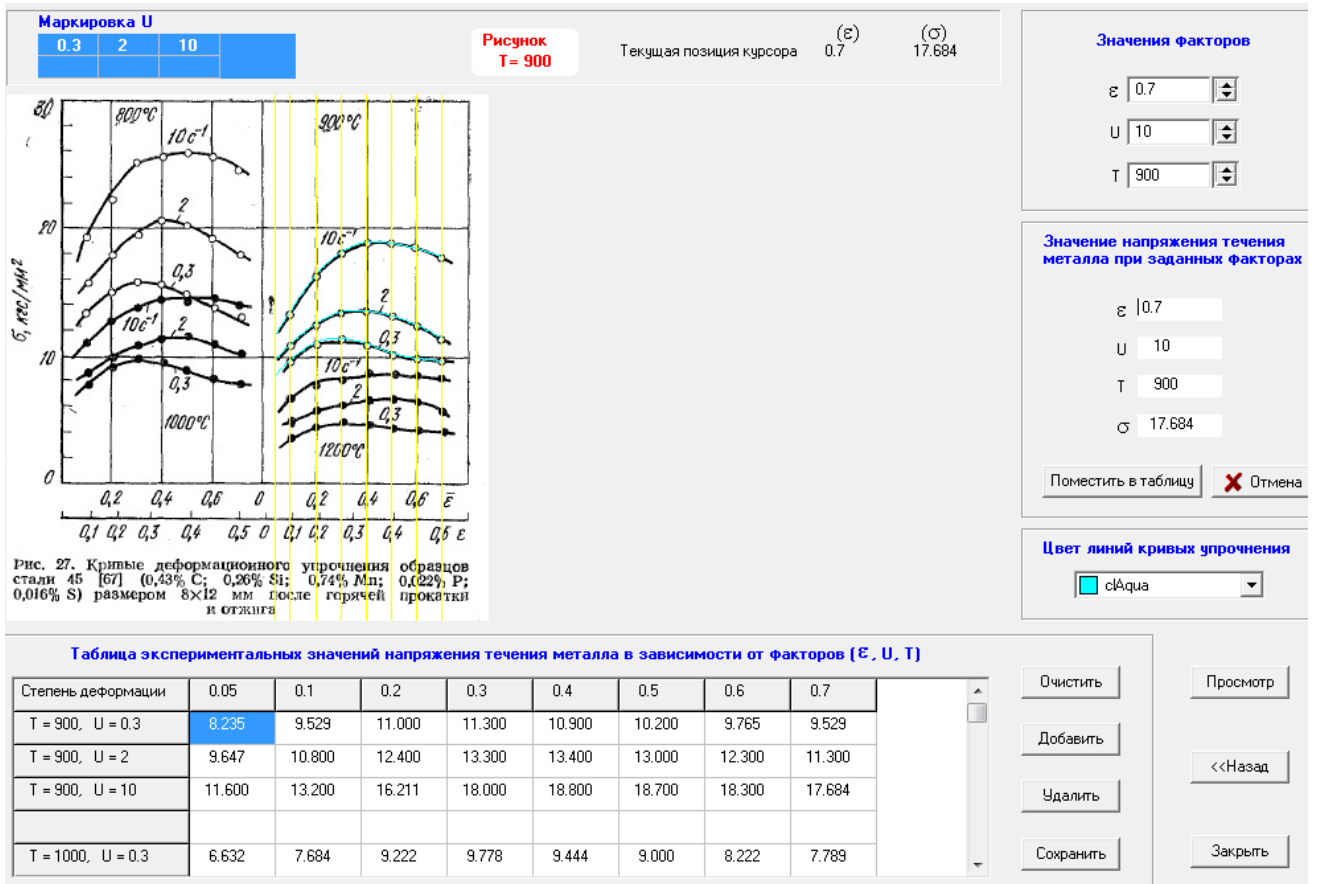 Маркировка U
0.3 2 10
Рисунок
T= 900
Текущая позиция курсора (ε) 0.7 (σ) 17.684
Значения факторов
ε 0.7
U 10
T 900
Значение напряжения течения
металла при заданных факторах
ε 0.7
U 10
T 900
σ 17.684
Поместить в таблицу Отмена
Цвет линий кривых упрочнения
clAqua
30 800°C 900°C
10 c⁻¹
2
20
10 c⁻¹
0,3
2
σ, кгс/мм²
10 c⁻¹ 2
0,3
10
10 c⁻¹
0,3
2
0,3
1000°C
1200°C
0
0,2 0,4 0,6 0 0,2 0,4 0,6 ε̄
0,1 0,2 0,3 0,4 0,5 0 0,1 0,2 0,3 0,4 0,5 ε
Рис. 27. Кривые деформационного упрочнения образцов
стали 45 [67] (0,43% C; 0,26% Si; 0,74% Mn; 0,022% P;
0,016% S) размером 8×12 мм после горячей прокатки
и отжига
Таблица экспериментальных значений напряжения течения металла в зависимости от факторов (ε, U, T)
Степень деформации 0.05 0.1 0.2 0.3 0.4 0.5 0.6 0.7
T = 900, U = 0.3 8.235 9.529 11.000 11.300 10.900 10.200 9.765 9.529
T = 900, U = 2 9.647 10.800 12.400 13.300 13.400 13.000 12.300 11.300
T = 900, U = 10 11.600 13.200 16.211 18.000 18.800 18.700 18.300 17.684
T = 1000, U = 0.3 6.632 7.684 9.222 9.778 9.444 9.000 8.222 7.789
Очистить
Добавить
Удалить
Сохранить
Просмотр
<<Назад
Закрыть